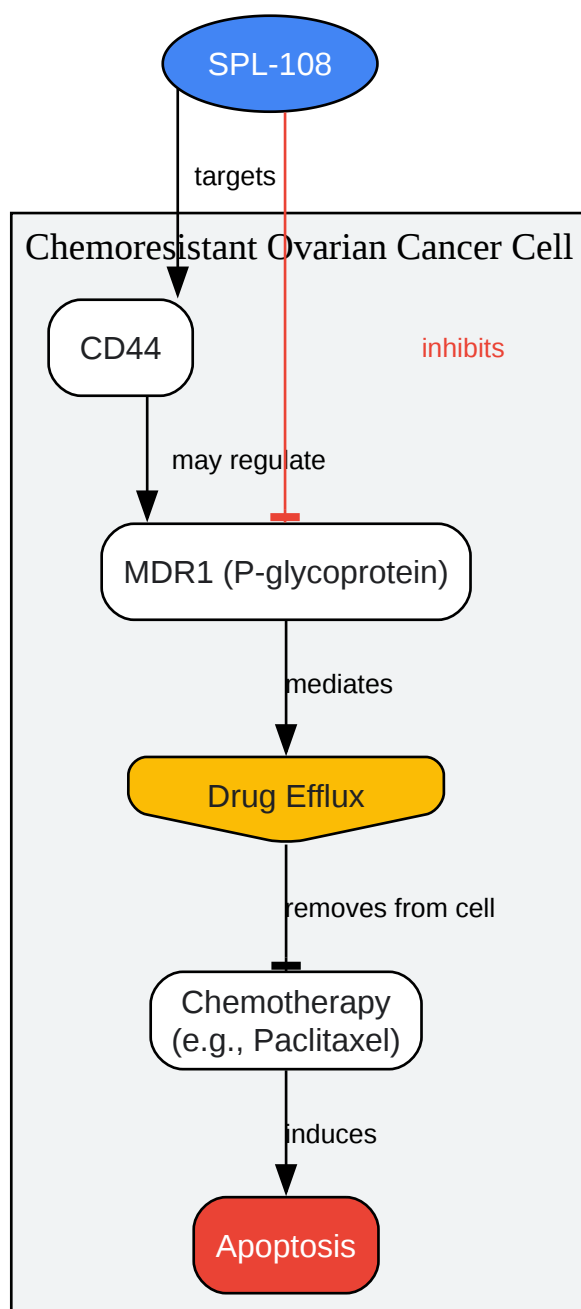 SPL-108
targets
Chemoresistant Ovarian Cancer Cell
CD44
inhibits
may regulate
MDR1 (P-glycoprotein)
mediates
Drug Efflux
removes from cell
Chemotherapy
(e.g., Paclitaxel)
induces
Apoptosis